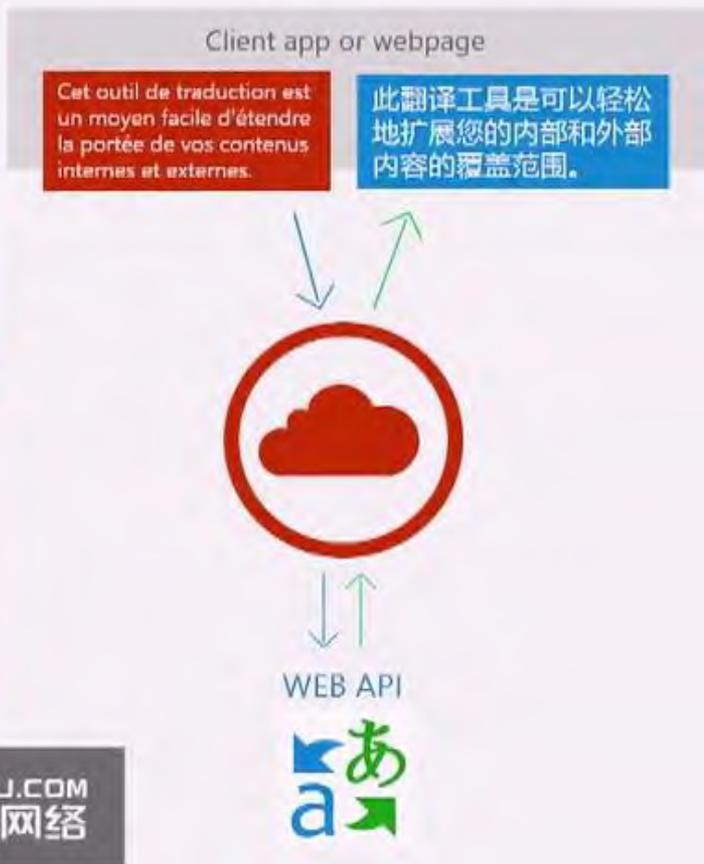 Client app or webpage
Cet outil de traduction est
un moyen facile d'étendre
la portée de vos contenus
internes et externes.
此翻译工具是可以轻松
地扩展您的内部和外部
内容的覆盖范围。
WEB API
あ
a
J.COM
网络